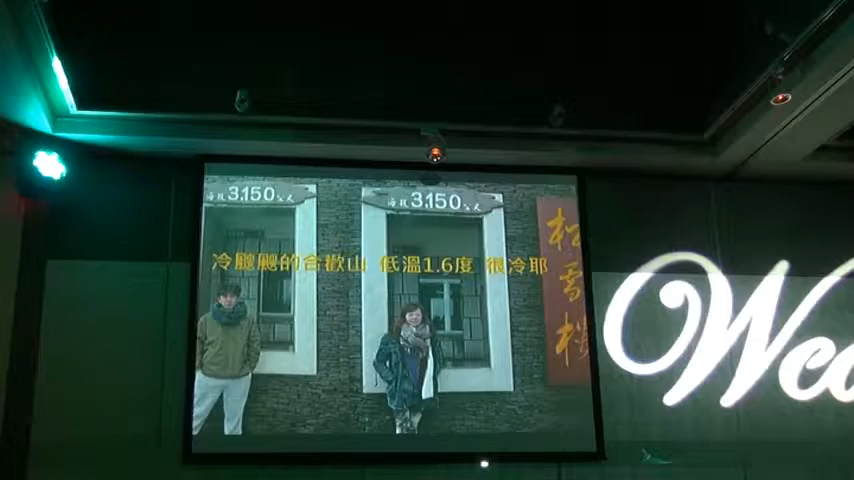 海拔3,150公尺
海拔3,150公尺
冷颼颼的合歡山 低溫1.6度 很冷耶
松雪樓
We